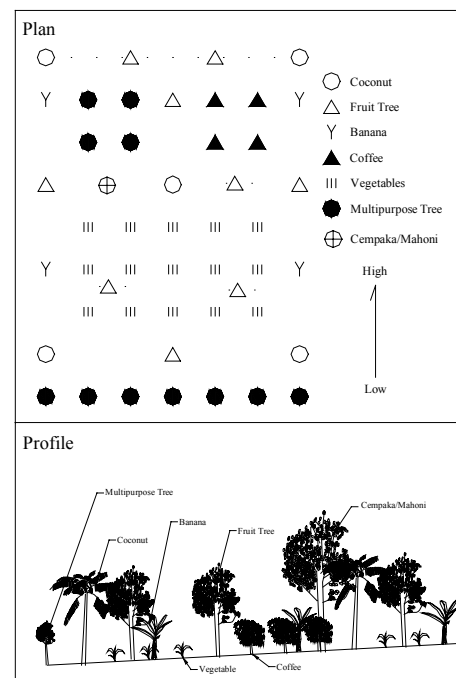 Plan
Coconut
Fruit Tree
Banana
Coffee
Vegetables
Multipurpose Tree
Cempaka/Mahoni
High
Low
Profile
Multipurpose Tree
Cempaka/Mahoni
Banana
Fruit Tree
Coconut
Vegetable
Coffee